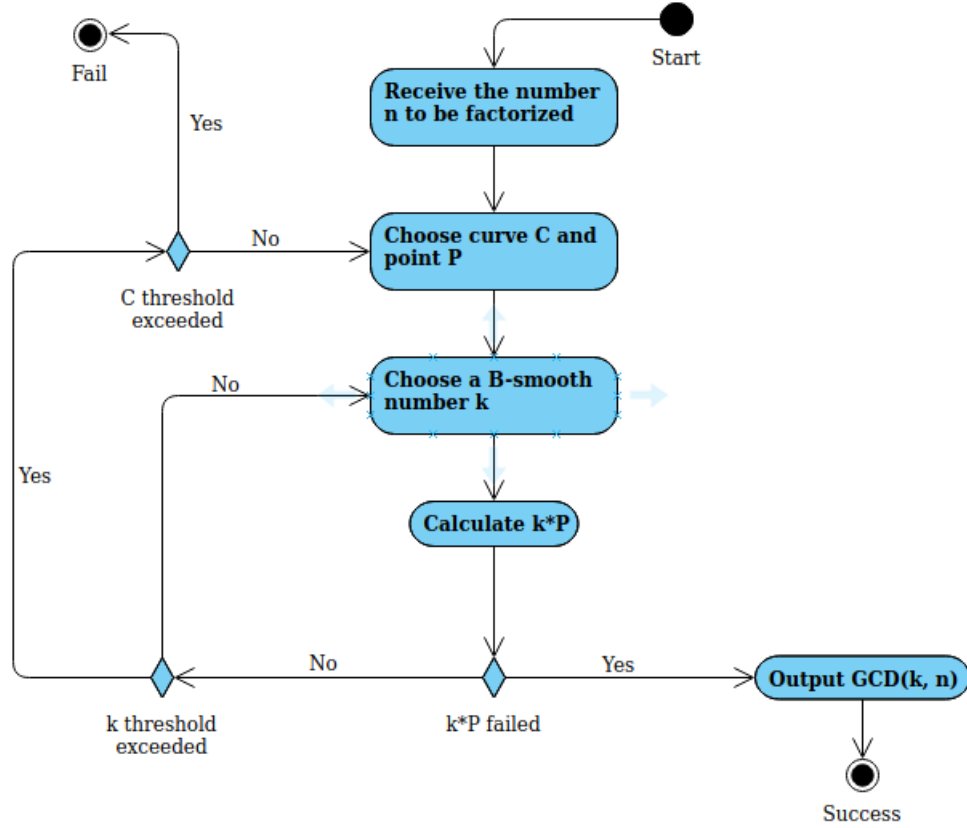 Start
Fail
Receive the number
n to be factorized
Yes
Choose curve C and
point P
No
C threshold
exceeded
Choose a B-smooth
number k
No
Yes
Calculate k*P
No
Yes
Output GCD(k, n)
k threshold
exceeded
k*P failed
Success